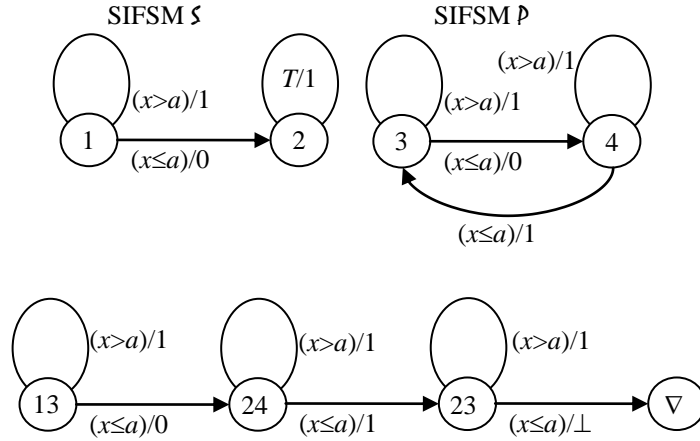 SIFSM S
SIFSM P
T/1
(x>a)/1
(x>a)/1
(x>a)/1
1
2
3
4
(x≤a)/0
(x≤a)/0
(x≤a)/1
(x>a)/1
(x>a)/1
(x>a)/1
13
24
23
∇
(x≤a)/0
(x≤a)/1
(x≤a)/⊥